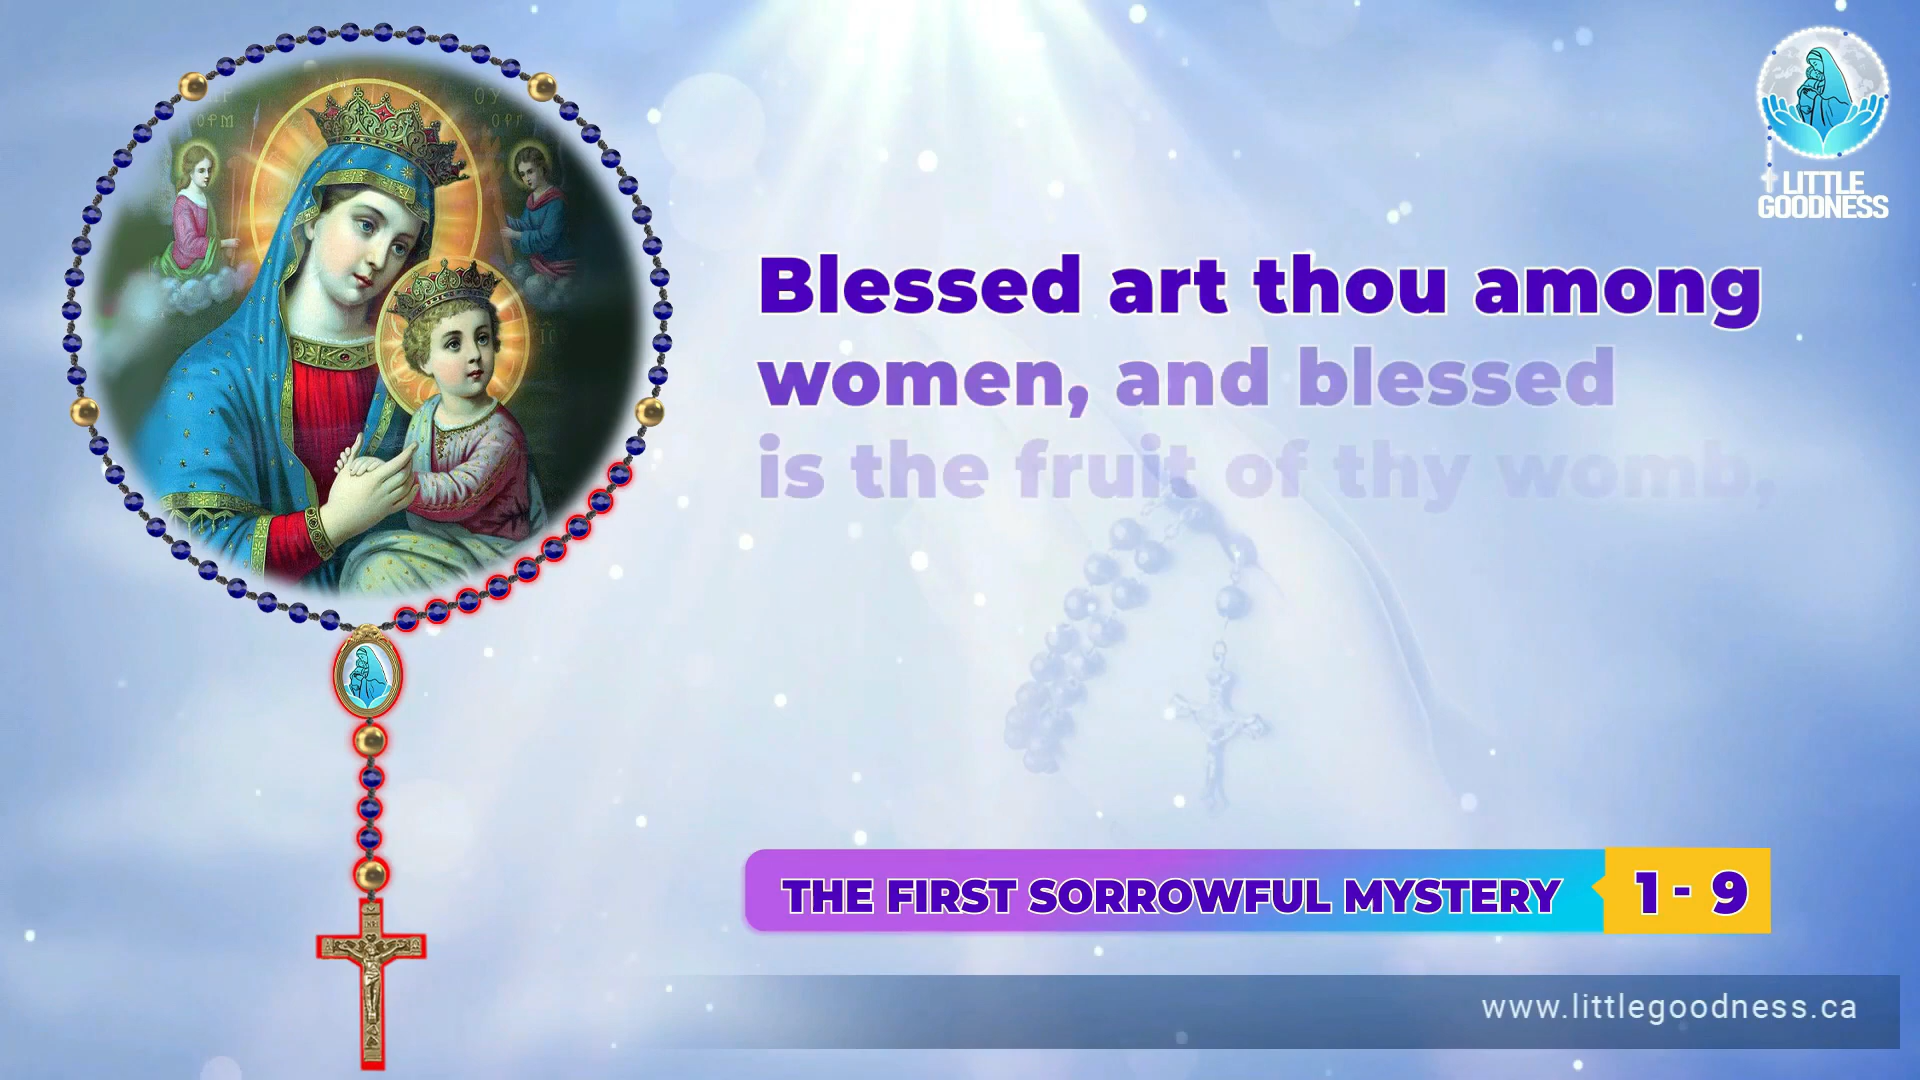 LITTLE
GOODNESS
Blessed art thou among
women, and blessed
is the fruit of thy womb,
THE FIRST SORROWFUL MYSTERY 1 - 9
www.littlegoodness.ca